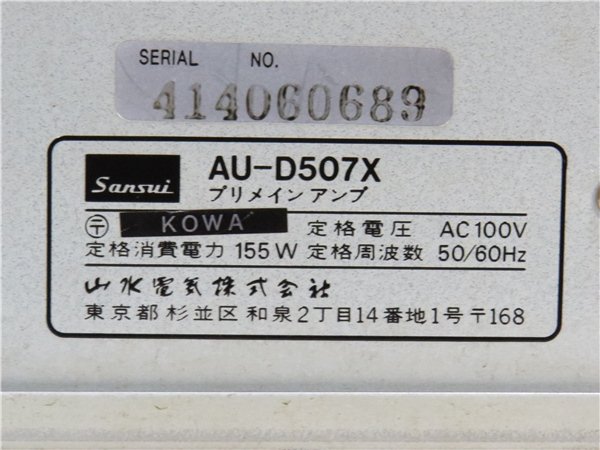 SERIAL NO.
414060689
Sansui AU-D507X
プリメインアンプ
〒 KOWA 定格電圧 AC100V
定格消費電力 155W 定格周波数 50/60Hz
山水電気株式会社
東京都杉並区和泉2丁目14番地1号〒168